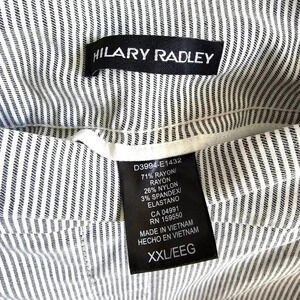 HILARY RADLEY
D3994-E1432
71% RAYON/
RAYON
26% NYLON
3% SPANDEX/
ELASTANO
CA 04991
RN 159550
MADE IN VIETNAM
HECHO EN VIETNAM
XXL/EEG